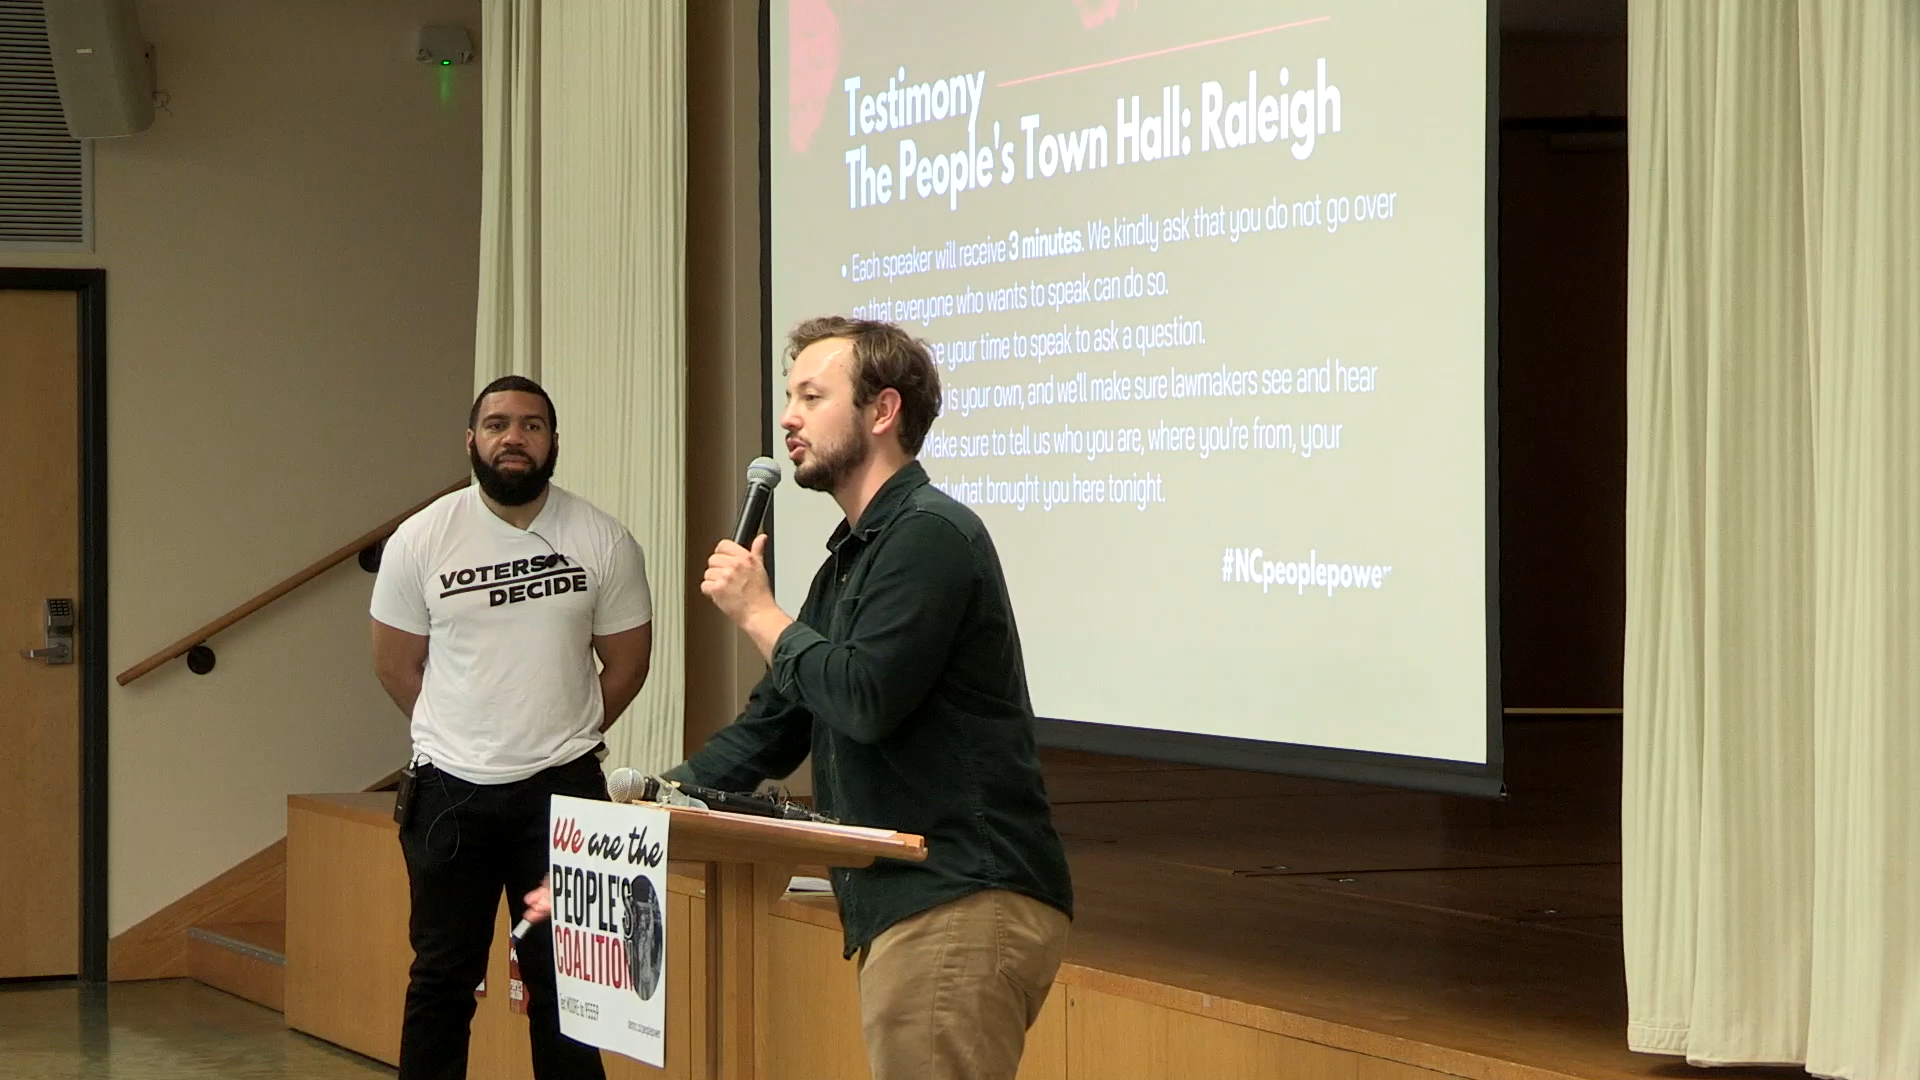 Testimony
The People's Town Hall: Raleigh
• Each speaker will receive 3 minutes. We kindly ask that you do not go over
so that everyone who wants to speak can do so.
your time to speak to ask a question.
is your own, and we'll make sure lawmakers see and hear
Make sure to tell us who you are, where you're from, your
what brought you here tonight.
#NCpeoplepower
VOTERS
DECIDE
We are the
PEOPLE'S
COALITION